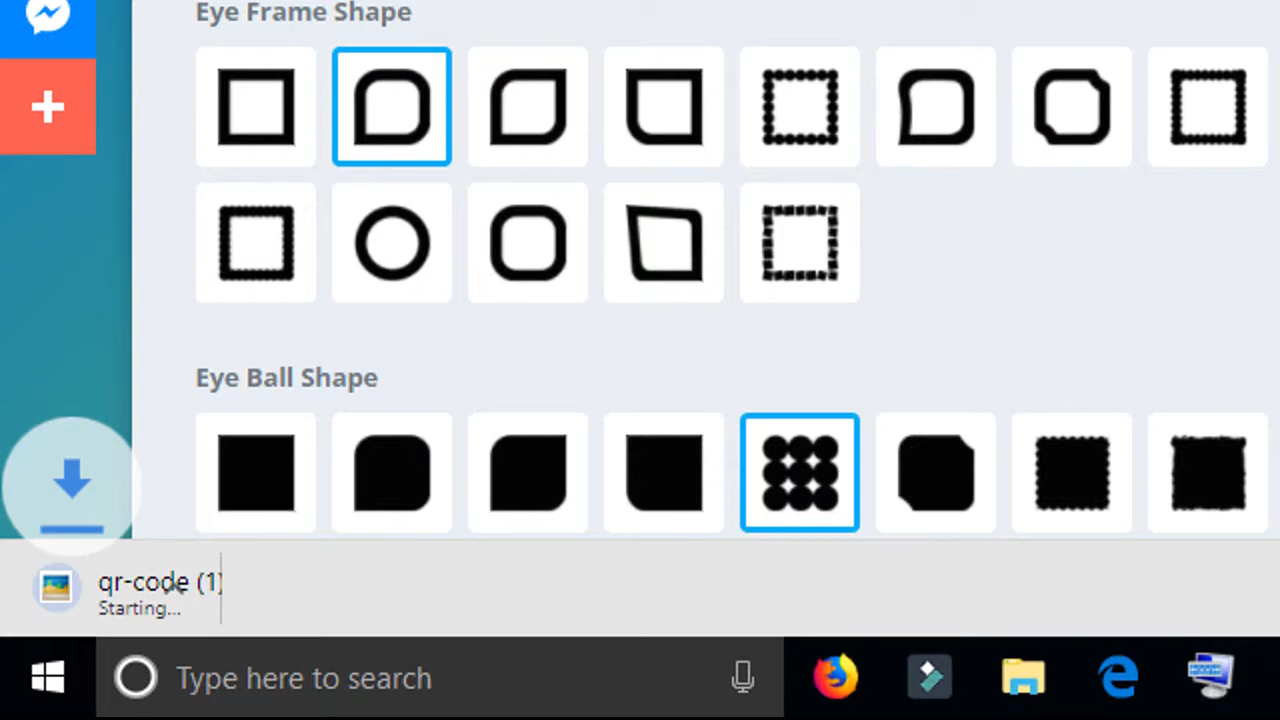 Eye Frame Shape
Eye Ball Shape
qr-code (1)
Starting...
Type here to search